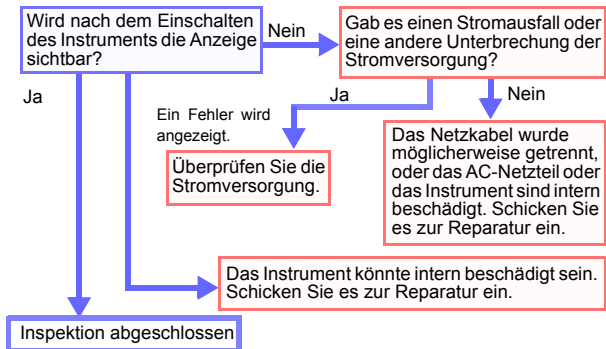 Wird nach dem Einschalten
des Instruments die Anzeige
sichtbar?
Nein
Gab es einen Stromausfall oder
eine andere Unterbrechung der
Stromversorgung?
Ja
Ein Fehler wird
angezeigt.
Ja
Nein
Überprüfen Sie die
Stromversorgung.
Das Netzkabel wurde
möglicherweise getrennt,
oder das AC-Netzteil oder
das Instrument sind intern
beschädigt. Schicken Sie
es zur Reparatur ein.
Das Instrument könnte intern beschädigt sein.
Schicken Sie es zur Reparatur ein.
Inspektion abgeschlossen